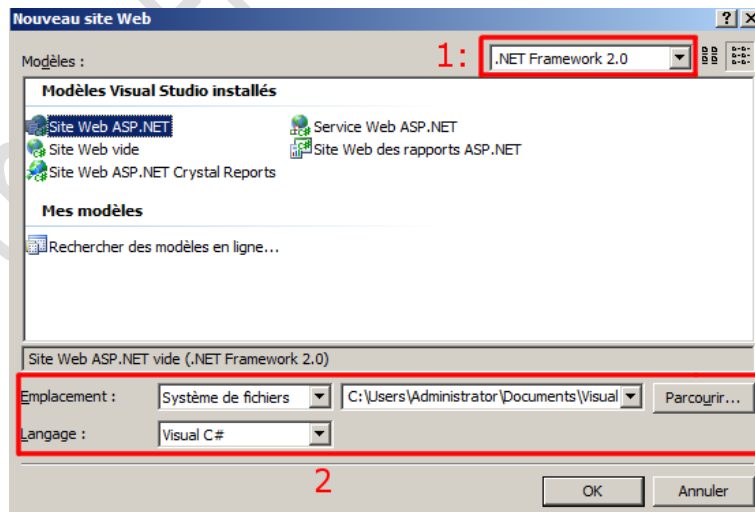 Nouveau site Web
Modèles :
1:
.NET Framework 2.0
Modèles Visual Studio installés
Site Web ASP.NET
Service Web ASP.NET
Site Web vide
Site Web des rapports ASP.NET
Site Web ASP.NET Crystal Reports
Mes modèles
Rechercher des modèles en ligne...
Site Web ASP.NET vide (.NET Framework 2.0)
Emplacement :
Système de fichiers
C:\Users\Administrator\Documents\Visual
Parcourir...
Langage :
Visual C#
2
OK
Annuler